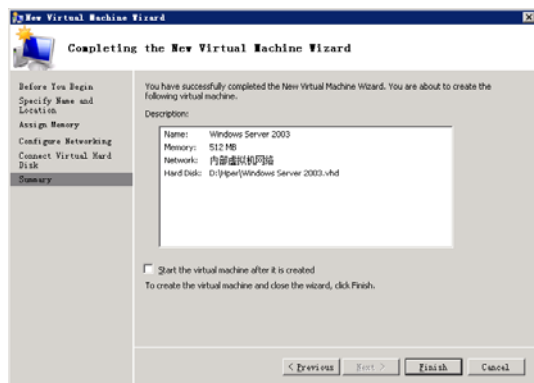 New Virtual Machine Wizard
Completing the New Virtual Machine Wizard
Before You Begin
Specify Name and
Location
Assign Memory
Configure Networking
Connect Virtual Hard
Disk
Summary
You have successfully completed the New Virtual Machine Wizard. You are about to create the
following virtual machine.
Description:
Name: Windows Server 2003
Memory: 512 MB
Network: 内部虚拟机网络
Hard Disk: D:\Hper\Windows Server 2003.vhd
Start the virtual machine after it is created
To create the virtual machine and close the wizard, click Finish.
< Previous Next > Finish Cancel